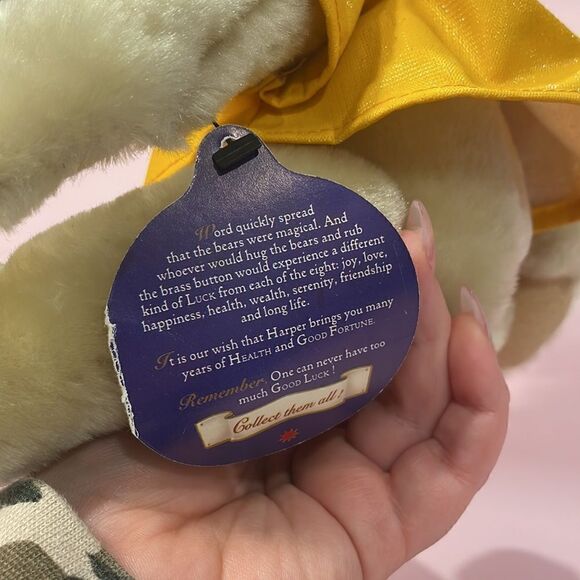 Word quickly spread
that the bears were magical. And
whoever would hug the bears and rub
the brass button would experience a different
kind of LUCK from each of the eight: joy, love,
happiness, health, wealth, serenity, friendship
and long life.
It is our wish that Harper brings you many
years of HEALTH and GOOD FORTUNE.
Remember. One can never have too
much GOOD LUCK !
Collect them all !